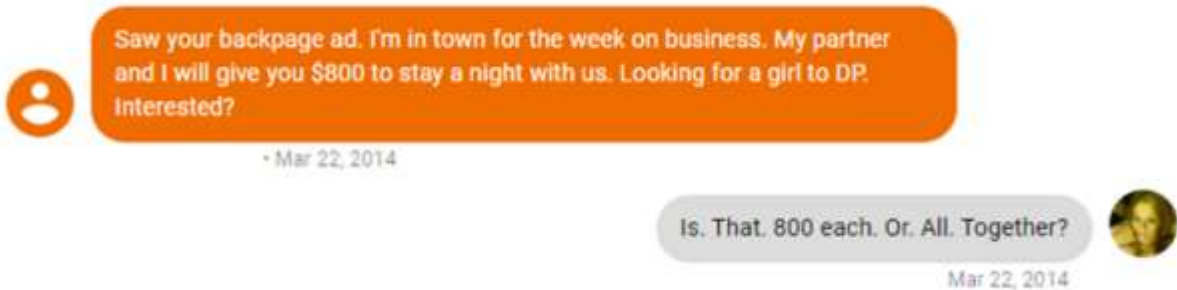 Saw your backpage ad. I'm in town for the week on business. My partner
and I will give you $800 to stay a night with us. Looking for a girl to DP.
Interested?
• Mar 22, 2014
Is. That. 800 each. Or. All. Together?
Mar 22, 2014